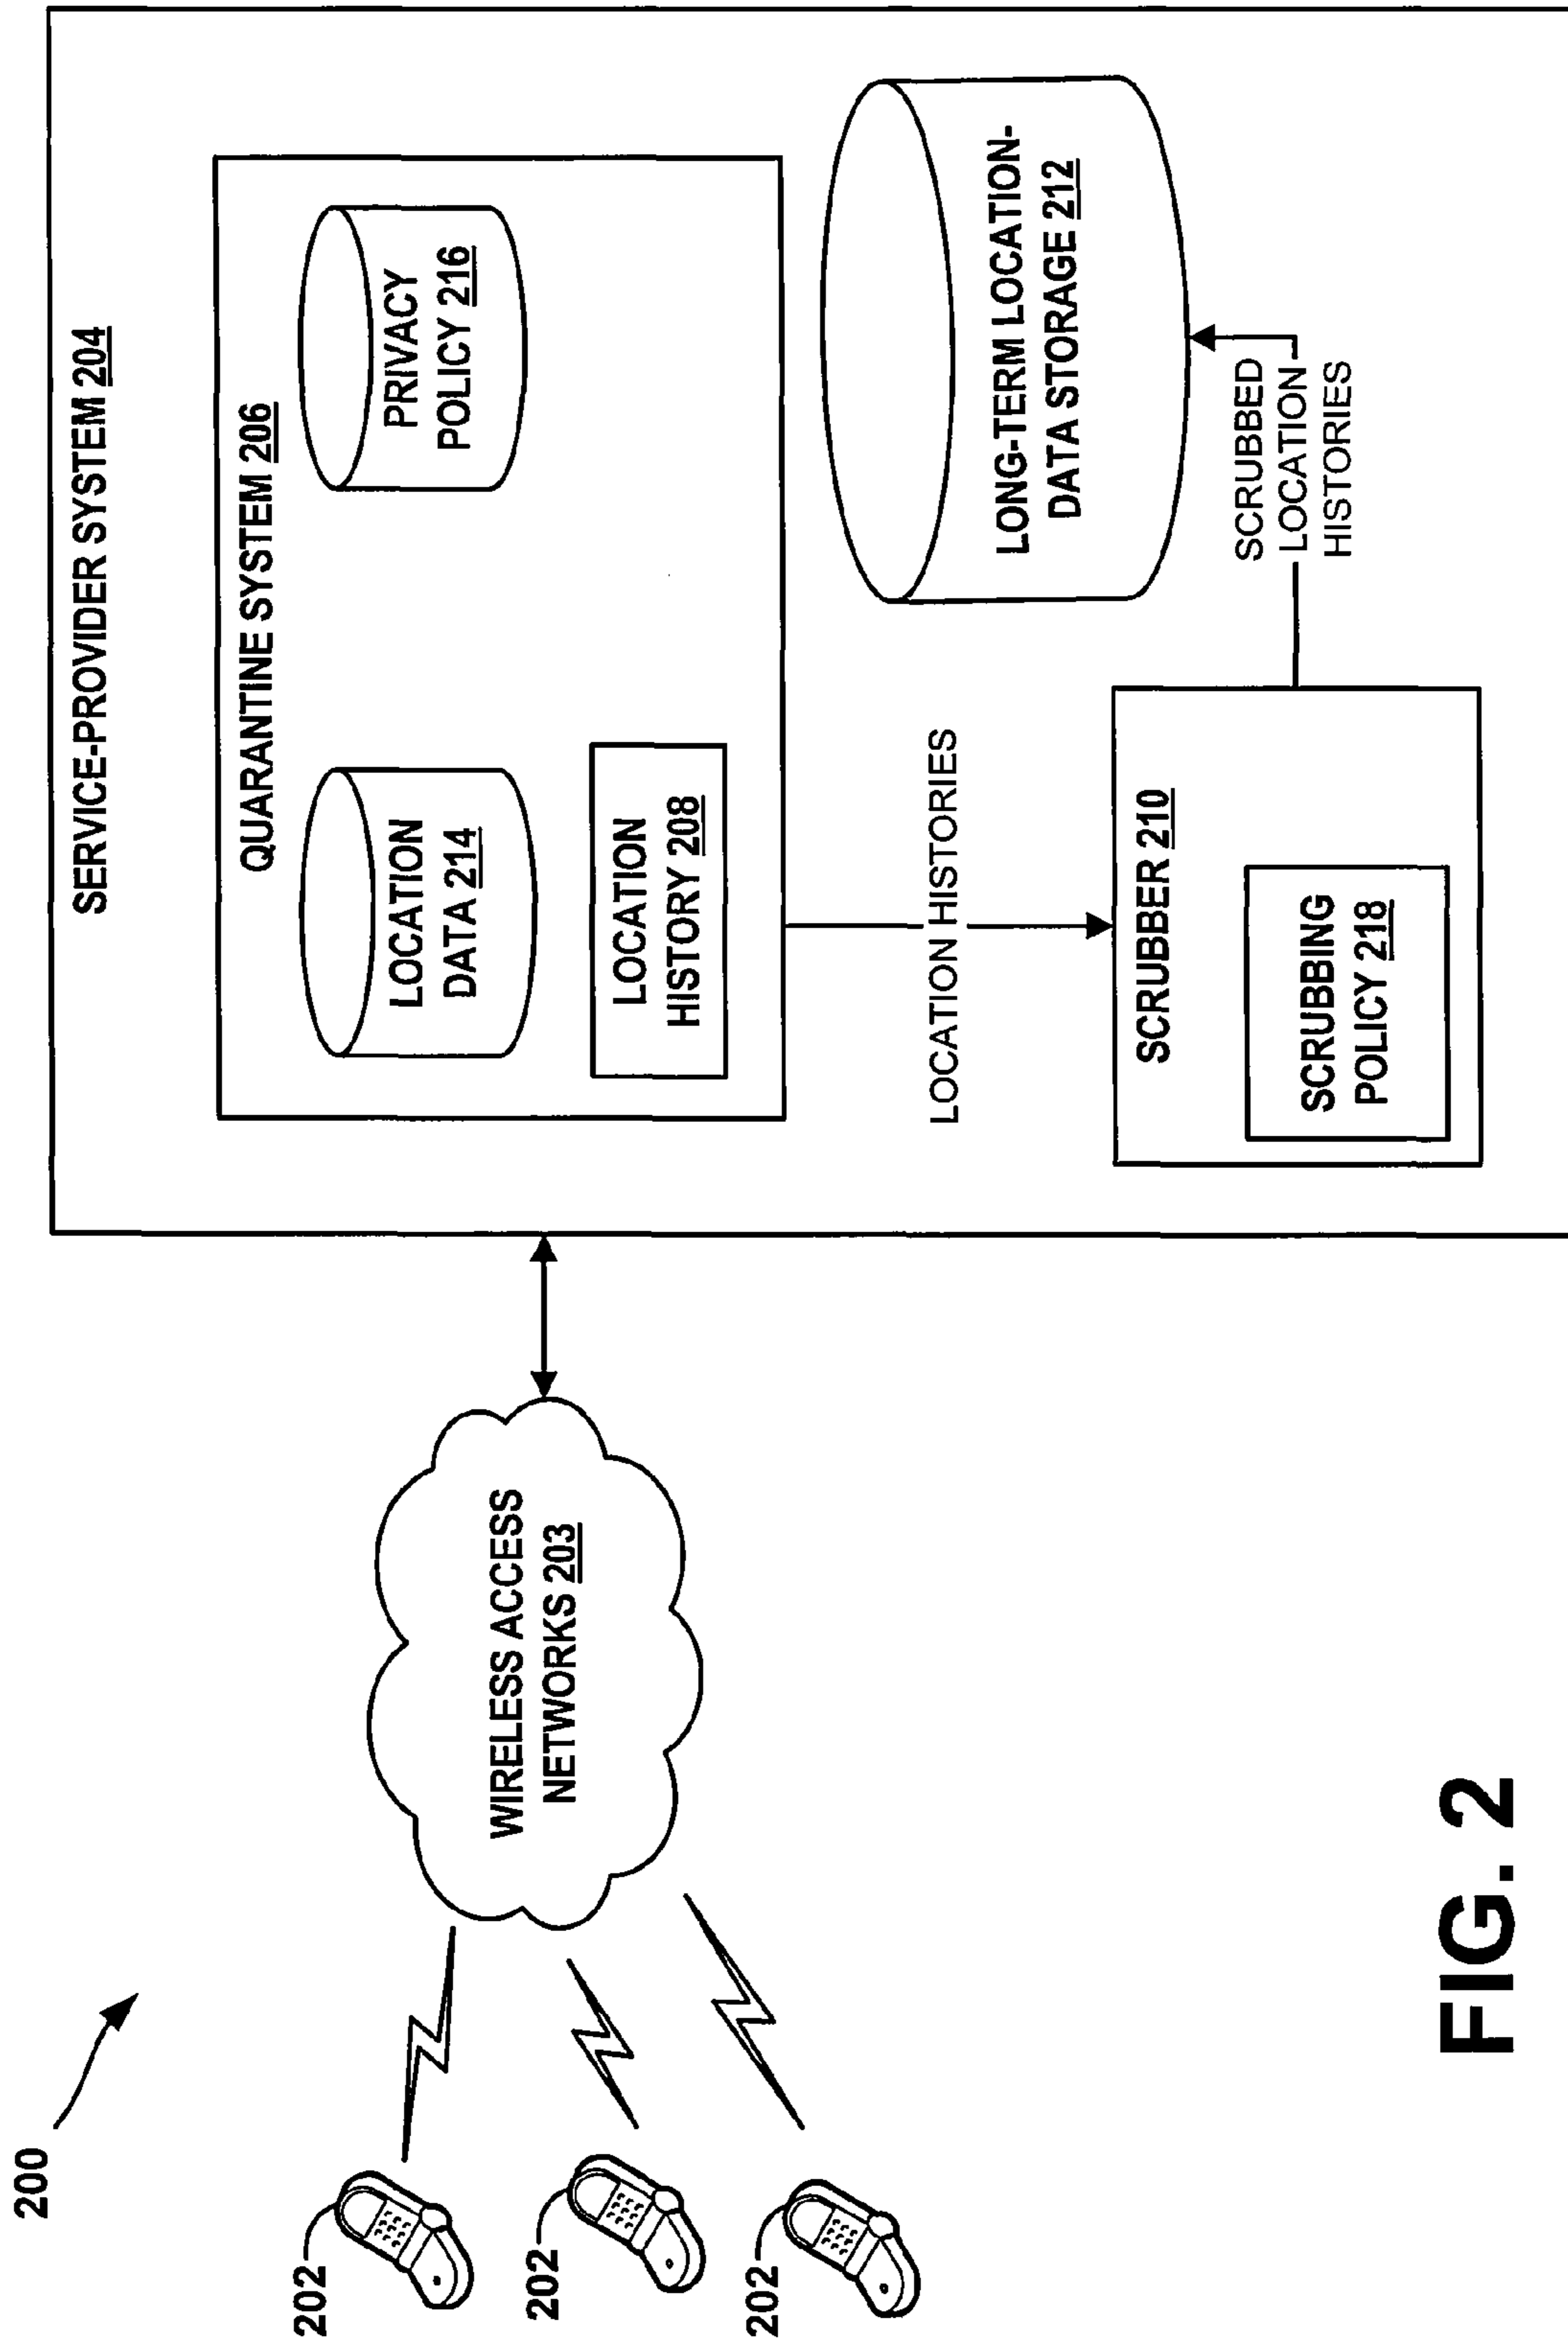 200
202
202
202
WIRELESS ACCESS
NETWORKS 203
SERVICE-PROVIDER SYSTEM 204
QUARANTINE SYSTEM 206
LOCATION
DATA 214
PRIVACY
POLICY 216
LOCATION
HISTORY 208
LOCATION HISTORIES
LONG-TERM LOCATION-
DATA STORAGE 212
SCRUBBER 210
SCRUBBING
POLICY 218
SCRUBBED
LOCATION
HISTORIES
FIG. 2